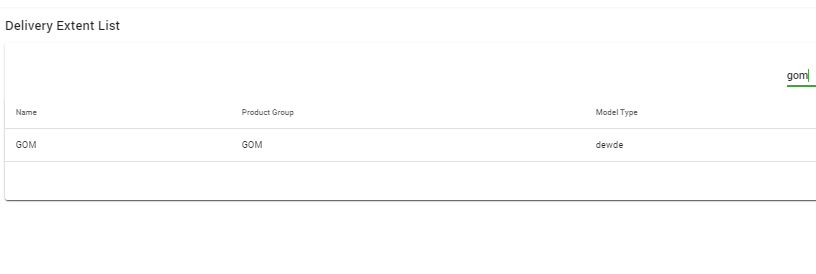 Delivery Extent List
gom
Name Product Group Model Type
GOM GOM dewde